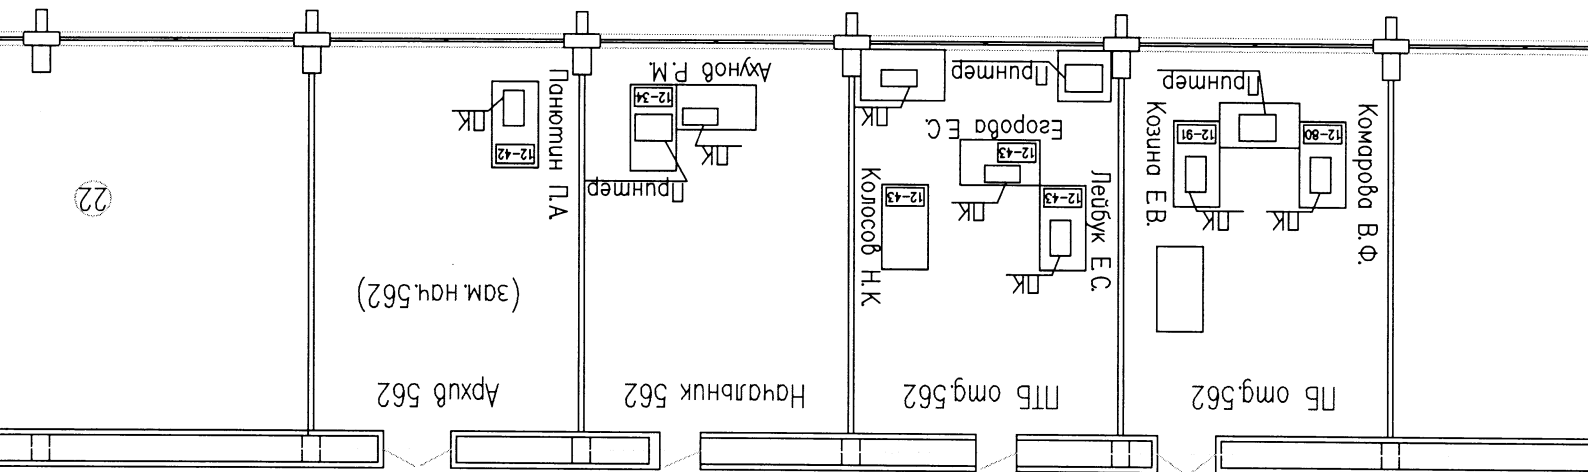 ПБ отд.562
ПТБ отд.562
Начальник 562
Архив 562
(зам.нач.562)
Комарова В.Ф.
Козина Е.В.
Лейбук Е.С.
Колосов Н.К.
Панютин П.А
22
ПК
ПК
ПК
ПК
Принтер
12-43
12-43
12-43
ПК
12-42
12-80
12-91
Егорова Е.С.
ПК
ПК
ПК
12-34
Принтер
Принтер
Ахунов Р.М.